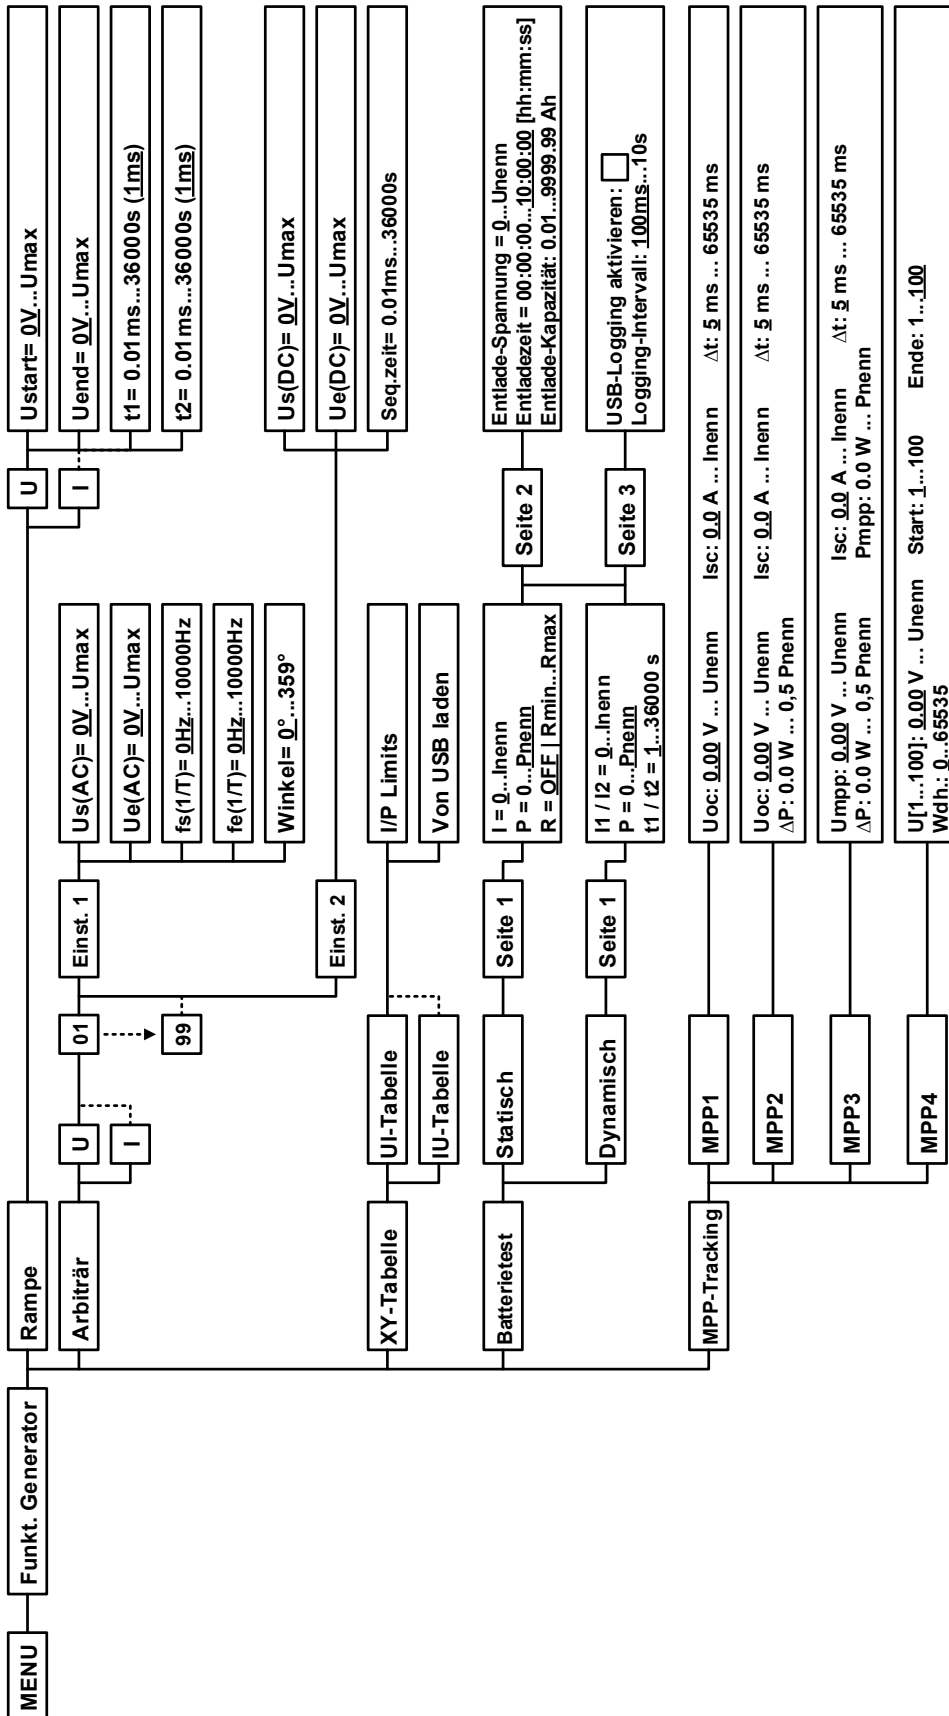 MENU
Funkt. Generator
Rampe
U
I
Ustart= 0V...Umax
Uend= 0V...Umax
t1= 0.01ms...36000s (1ms)
t2= 0.01ms...36000s (1ms)
Arbiträr
U
I
01
99
Einst. 1
Us(AC)= 0V...Umax
Ue(AC)= 0V...Umax
fs(1/T)= 0Hz...10000Hz
fe(1/T)= 0Hz...10000Hz
Winkel= 0°...359°
Einst. 2
Us(DC)= 0V...Umax
Ue(DC)= 0V...Umax
Seq.zeit= 0.01ms...36000s
XY-Tabelle
UI-Tabelle
IU-Tabelle
I/P Limits
Von USB laden
Batterietest
Statisch
Seite 1
I = 0...Inenn
P = 0...Pnenn
R = OFF | Rmin...Rmax
Dynamisch
Seite 1
I1 / I2 = 0...Inenn
P = 0...Pnenn
t1 / t2 = 1...36000 s
Seite 2
Entlade-Spannung = 0...Unenn
Entladezeit = 00:00:00...10:00:00 [hh:mm:ss]
Entlade-Kapazität: 0.01...9999.99 Ah
Seite 3
USB-Logging aktivieren:
Logging-Intervall: 100ms...10s
MPP-Tracking
MPP1
Uoc: 0.00 V ... Unenn Isc: 0.0 A ... Inenn Δt: 5 ms ... 65535 ms
MPP2
Uoc: 0.00 V ... Unenn Isc: 0.0 A ... Inenn Δt: 5 ms ... 65535 ms
ΔP: 0.0 W ... 0,5 Pnenn
MPP3
Umpp: 0.00 V ... Unenn Isc: 0.0 A ... Inenn Δt: 5 ms ... 65535 ms
ΔP: 0.0 W ... 0,5 Pnenn Pmpp: 0.0 W ... Pnenn
MPP4
U[1...100]: 0.00 V ... Unenn Start: 1...100 Ende: 1...100
Wdh.: 0...65535